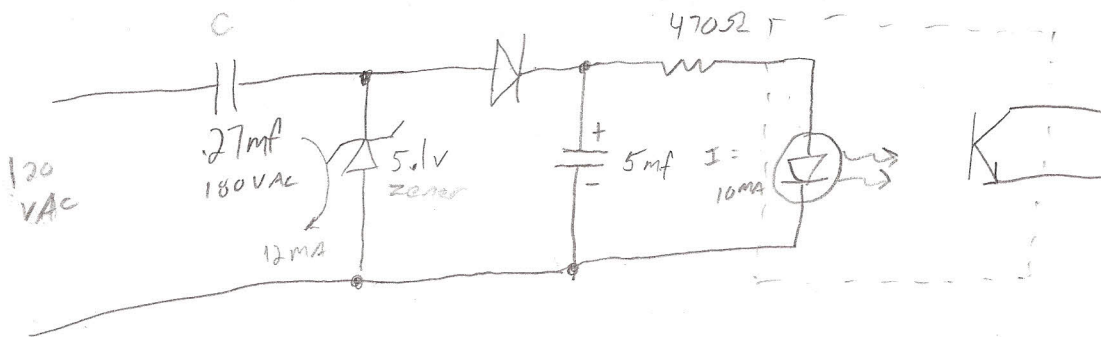 C
470Ω
.27mf
180VAC
120
VAC
5.1v
zener
12MA
+
-
5mf
I =
10MA